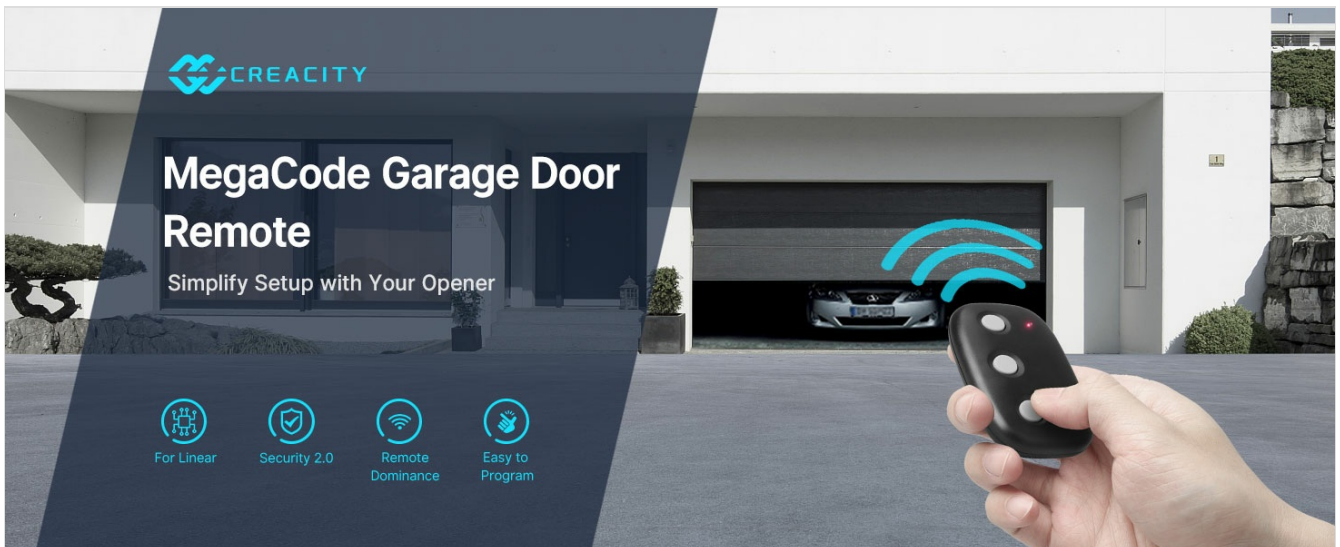 CREACITY
MegaCode Garage Door
Remote
Simplify Setup with Your Opener
For Linear
Security 2.0
Remote
Dominance
Easy to
Program